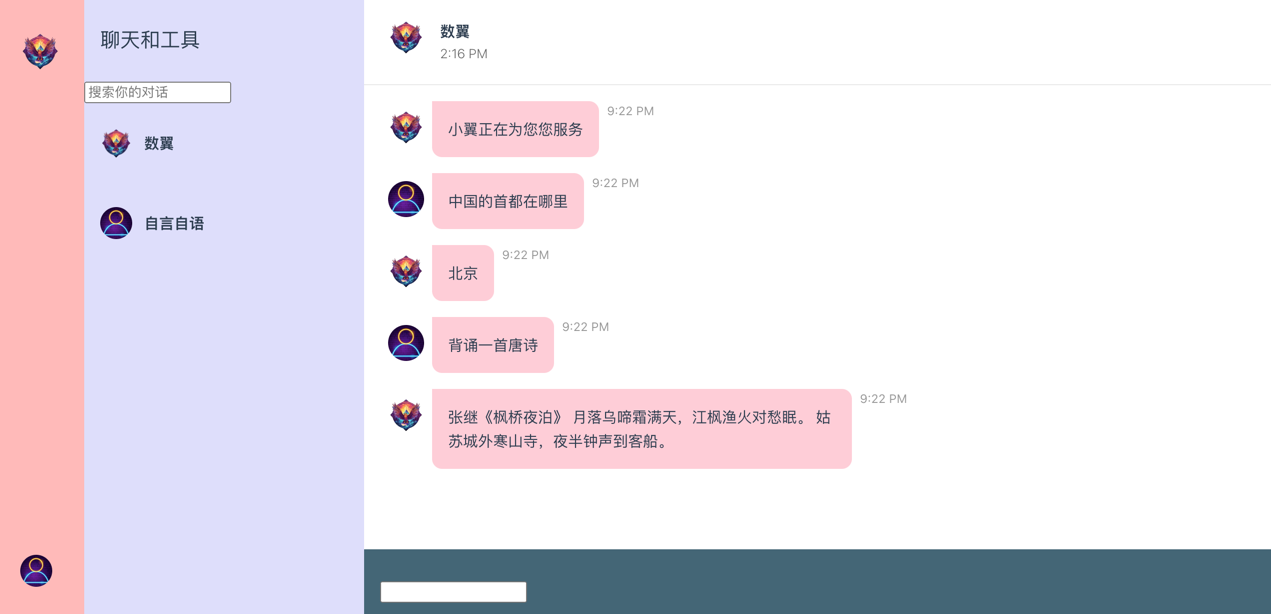 聊天和工具
搜索你的对话
数翼
自言自语
数翼
2:16 PM
小翼正在为您您服务
9:22 PM
中国的首都在哪里
9:22 PM
北京
9:22 PM
背诵一首唐诗
9:22 PM
张继《枫桥夜泊》 月落乌啼霜满天，江枫渔火对愁眠。 姑
苏城外寒山寺，夜半钟声到客船。
9:22 PM